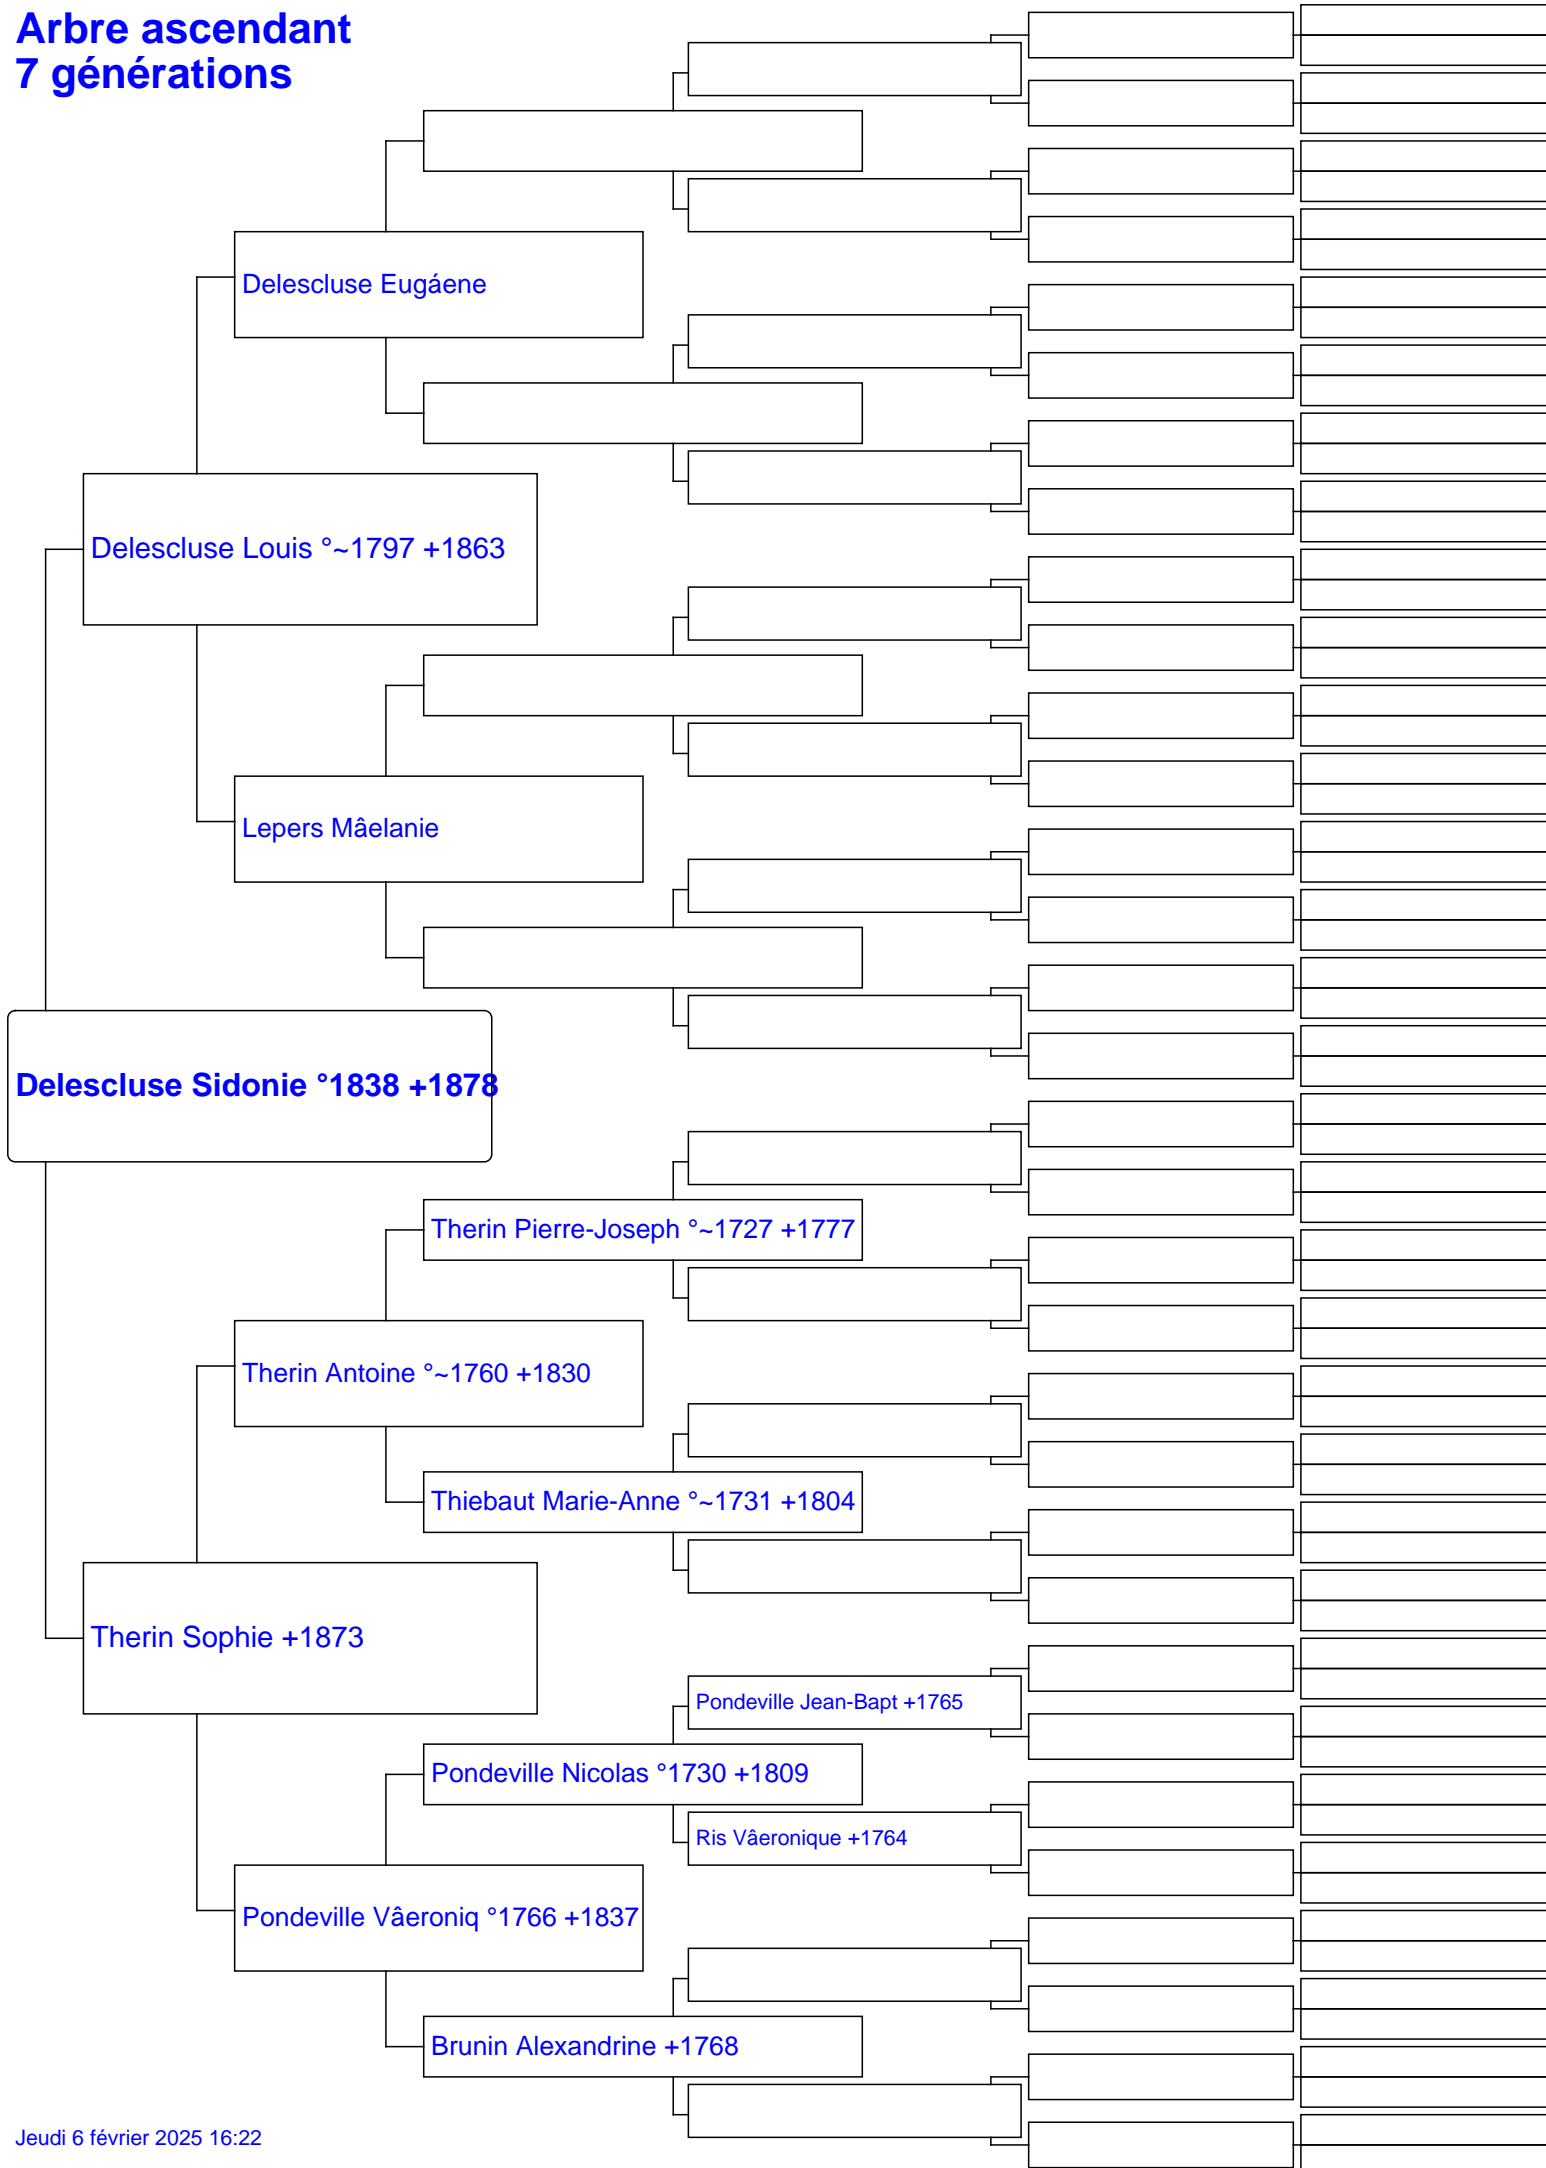 Arbre ascendant
7 générations
Delescluse Eugáene
Delescluse Louis °~1797 +1863
Lepers Mâelanie
Delescluse Sidonie °1838 +1878
Therin Pierre-Joseph °~1727 +1777
Therin Antoine °~1760 +1830
Thiebaut Marie-Anne °~1731 +1804
Therin Sophie +1873
Pondeville Jean-Bapt +1765
Pondeville Nicolas °1730 +1809
Ris Vâeronique +1764
Pondeville Vâeroniq °1766 +1837
Brunin Alexandrine +1768
Jeudi 6 février 2025 16:22